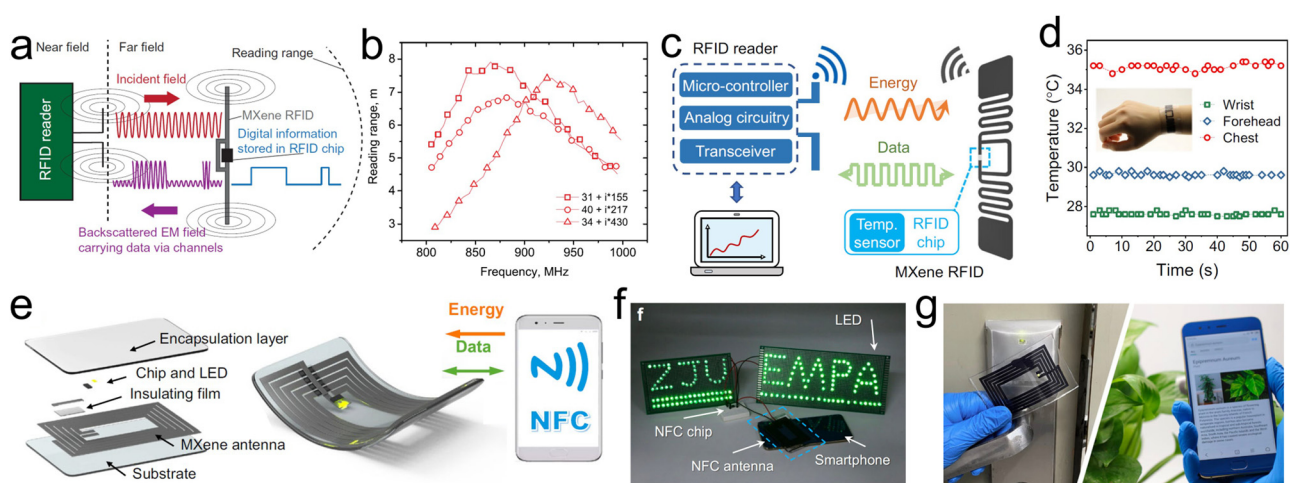 a
Near field
Far field
Reading range
Incident field
RFID reader
MXene RFID
Digital information
stored in RFID chip
Backscattered EM field
carrying data via channels
b
Reading range, m
8
7
6
5
4
3
800
850
900
950
1000
Frequency, MHz
31 + i*155
40 + i*217
34 + i*430
c
RFID reader
Micro-controller
Analog circuitry
Transceiver
Energy
Data
Temp.
sensor
RFID
chip
MXene RFID
d
Temperature (°C)
36
34
32
30
28
0
10
20
30
40
50
60
Time (s)
Wrist
Forehead
Chest
e
Encapsulation layer
Chip and LED
Insulating film
MXene antenna
Substrate
Energy
Data
NFC
f
f
LED
ZJU
EMPA
NFC chip
NFC antenna
Smartphone
g